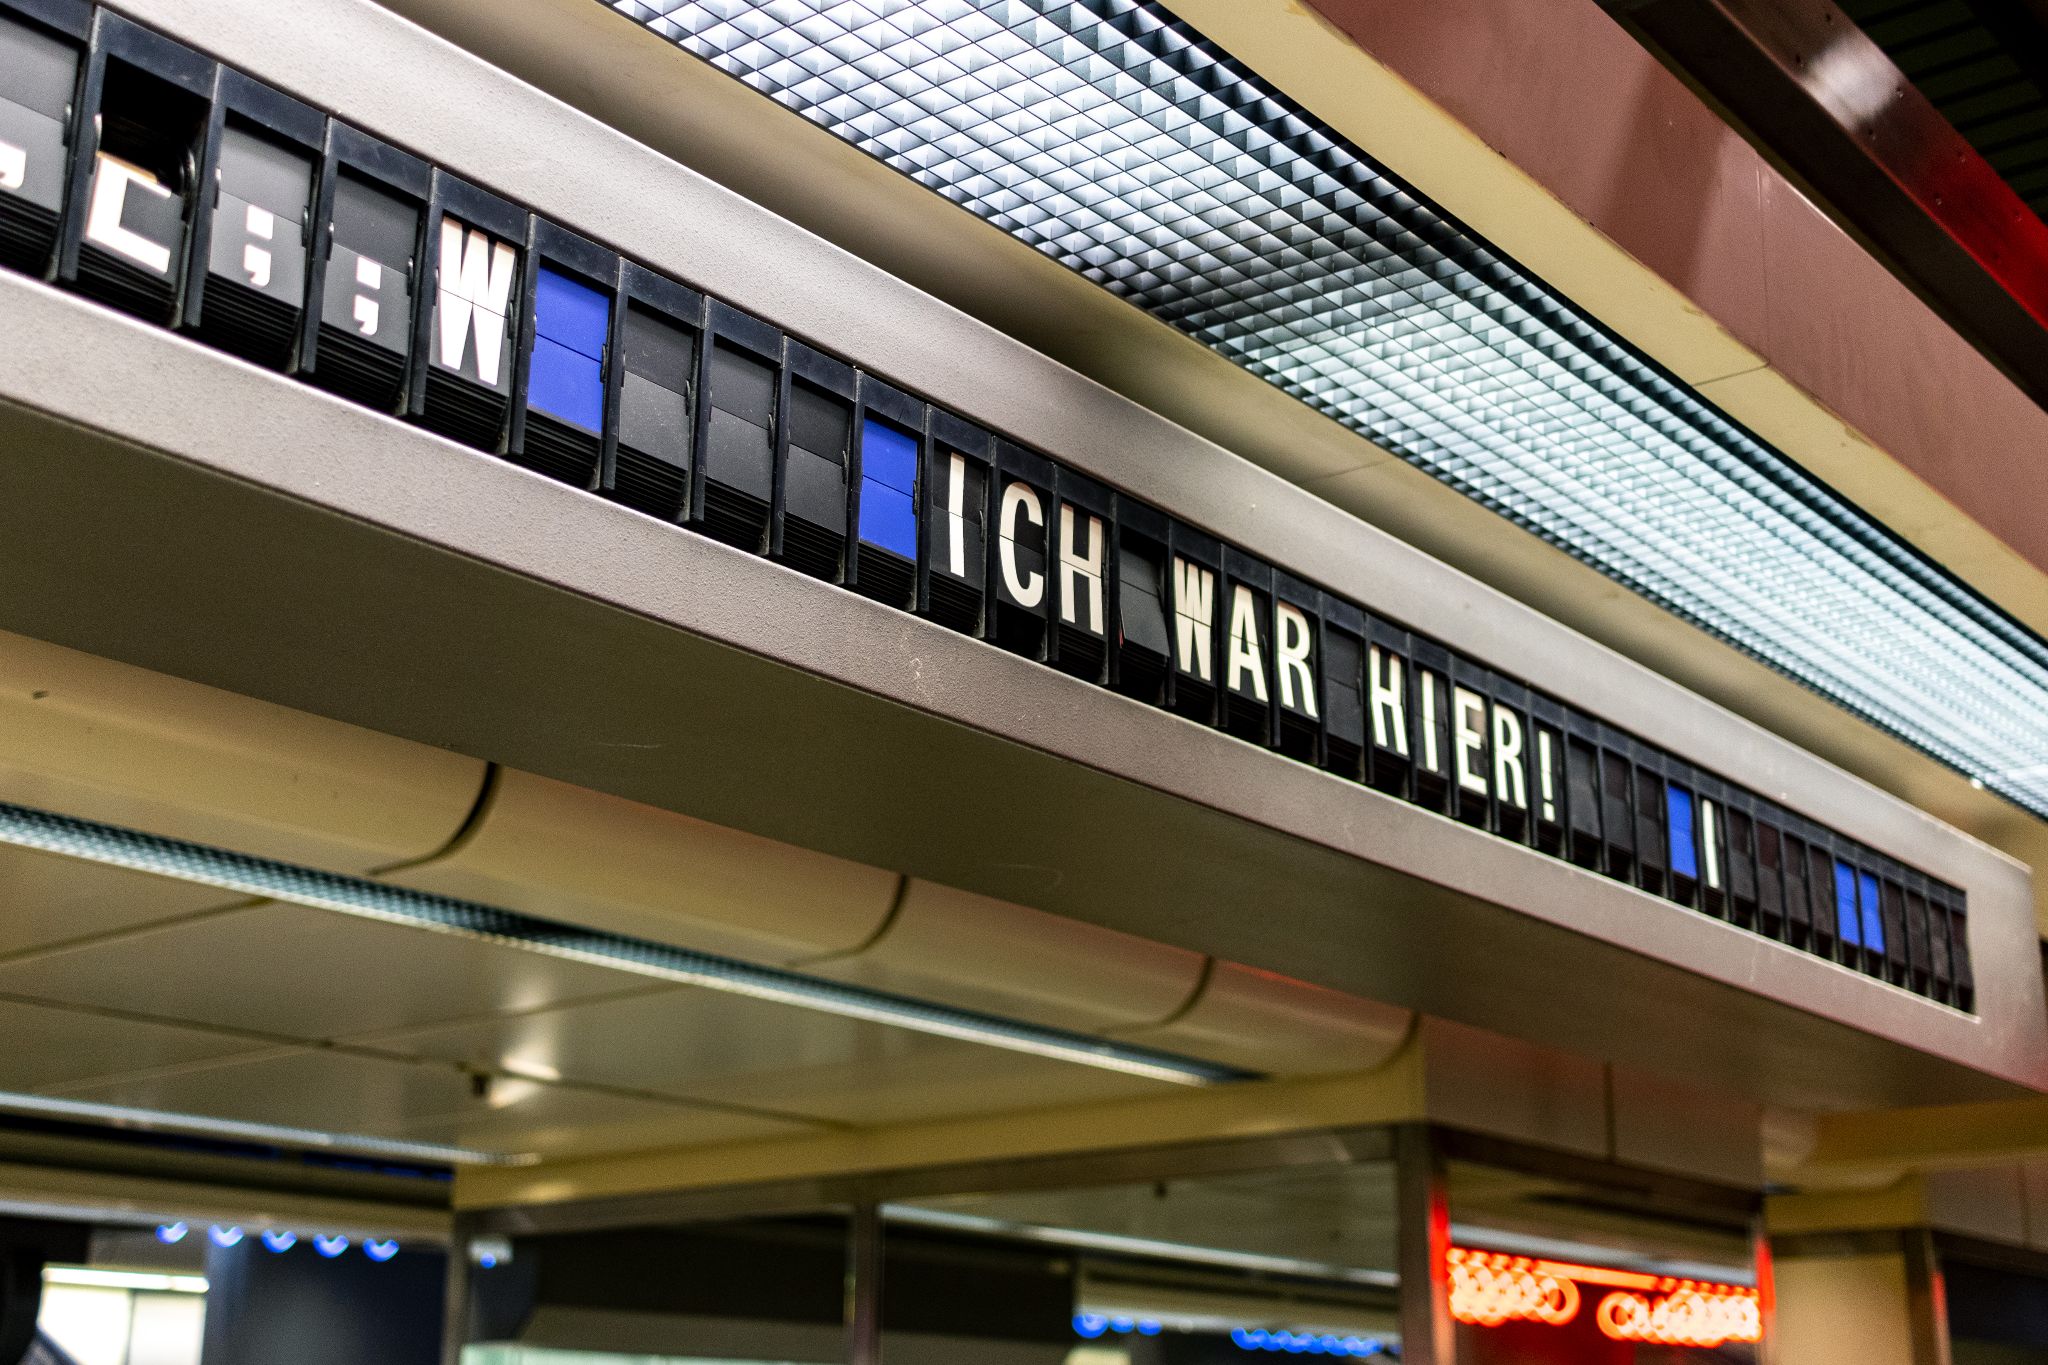 ;;W ICH WAR HIER! I